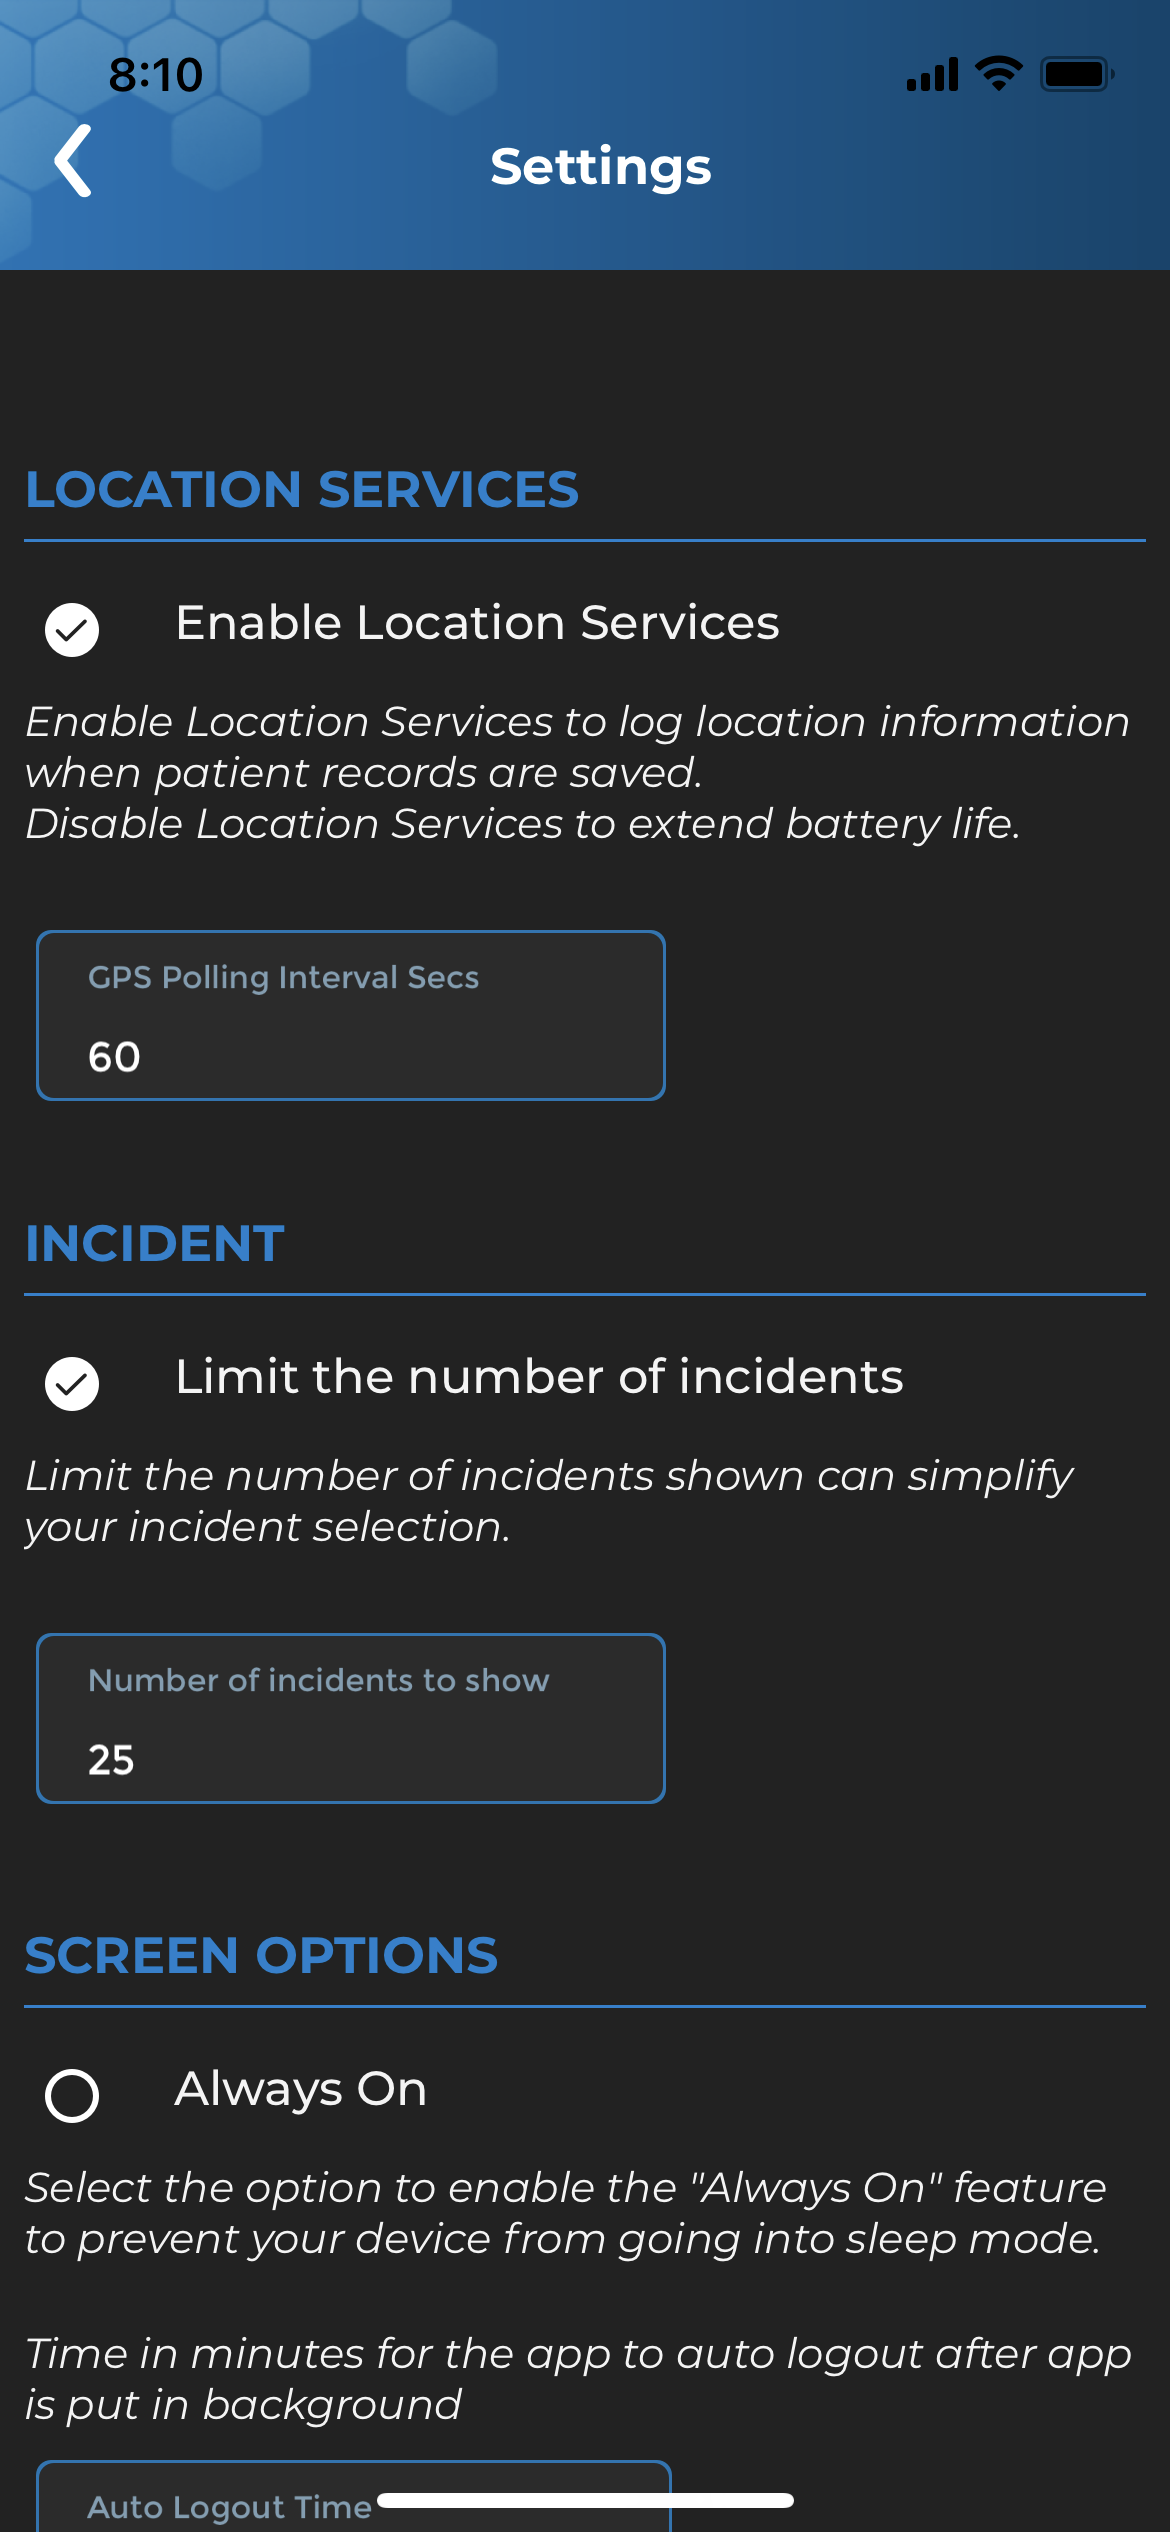 8:10
Settings
LOCATION SERVICES
Enable Location Services
Enable Location Services to log location information
when patient records are saved.
Disable Location Services to extend battery life.
GPS Polling Interval Secs
60
INCIDENT
Limit the number of incidents
Limit the number of incidents shown can simplify
your incident selection.
Number of incidents to show
25
SCREEN OPTIONS
Always On
Select the option to enable the "Always On" feature
to prevent your device from going into sleep mode.
Time in minutes for the app to auto logout after app
is put in background
Auto Logout Time